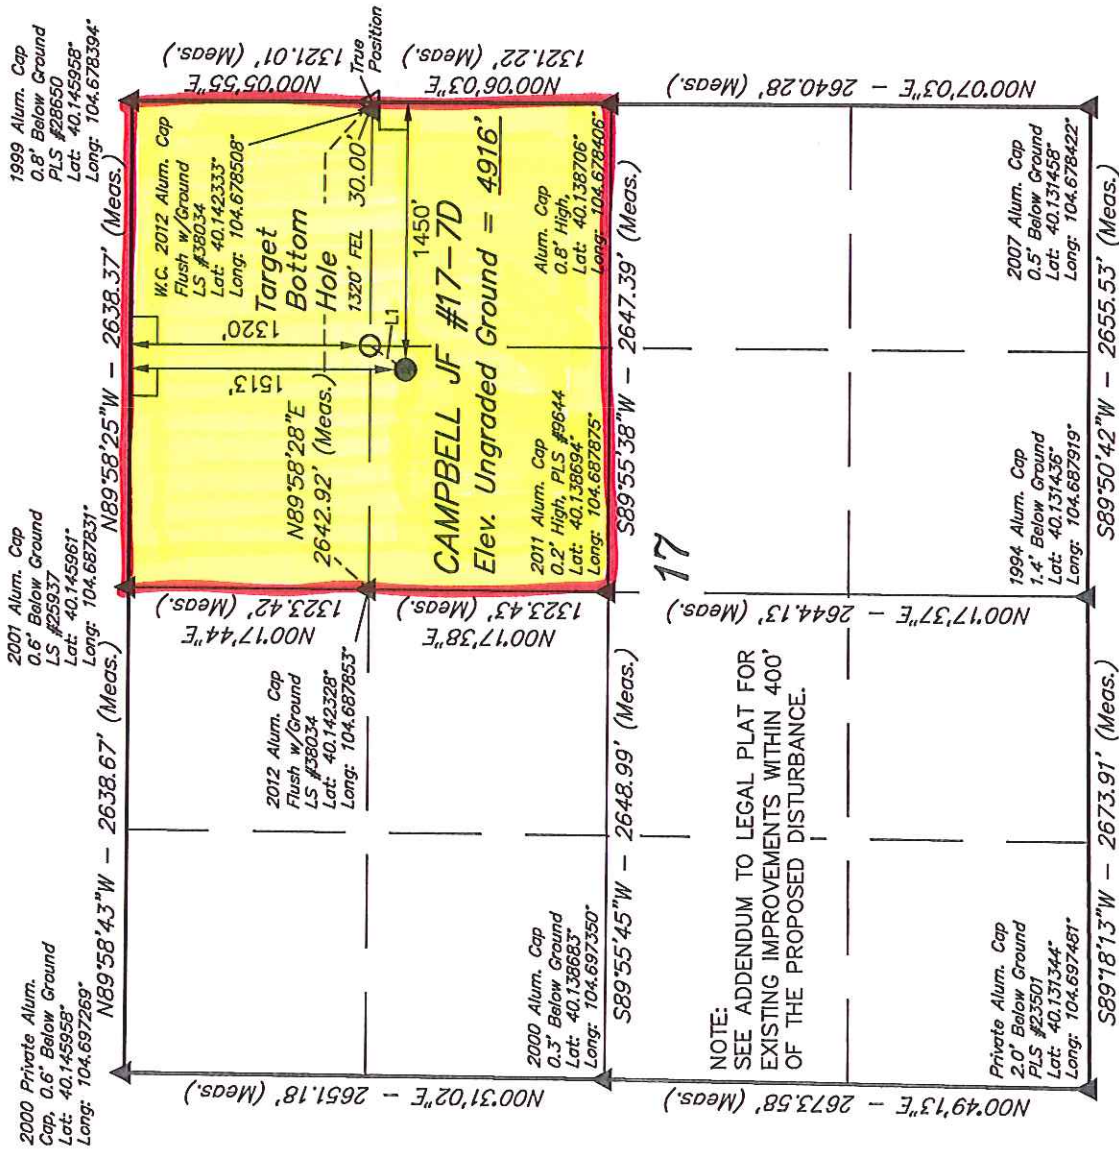 2000 Private Alum.
Cap, 0.6' Below Ground
Lat: 40.145958°
Long: 104.697269°
N89°58'43"W – 2638.67' (Meas.)
2001 Alum. Cap
0.6' Below Ground
LS #25937
Lat: 40.145961°
Long: 104.687831°
N89°58'25"W – 2638.37' (Meas.)
1999 Alum. Cap
0.8' Below Ground
PLS #28650
Lat: 40.145958°
Long: 104.678394°
N00°31'02"E – 2651.18' (Meas.)
2012 Alum. Cap
Flush w/Ground
LS #38034
Lat: 40.142328°
Long: 104.687853°
N00°17'44"E
1323.42' (Meas.)
N00°17'38"E
1323.43' (Meas.)
N89°58'28"E
2642.92' (Meas.)
1513'
1320'
W.C. 2012 Alum. Cap
Flush w/Ground
LS #38034
Lat: 40.142333°
Long: 104.678508°
Target
Bottom
Hole
1320' FEL
30.00'
L1
1450'
N00°05'55"E
1321.01' (Meas.)
True
Position
N00°06'03"E
1321.22' (Meas.)
CAMPBELL JF #17-7D
Elev. Ungraded Ground = 4916'
2000 Alum. Cap
0.3' Below Ground
Lat: 40.138683°
Long: 104.697350°
S89°55'45"W – 2648.99' (Meas.)
2011 Alum. Cap
0.2' High, PLS #9644
Lat: 40.138694°
Long: 104.687875°
S89°55'38"W – 2647.39' (Meas.)
Alum. Cap
0.8' High,
Lat: 40.138706°
Long: 104.678406°
17
N00°49'13"E – 2673.58' (Meas.)
NOTE:
SEE ADDENDUM TO LEGAL PLAT FOR
EXISTING IMPROVEMENTS WITHIN 400'
OF THE PROPOSED DISTURBANCE.
N00°17'37"E – 2644.13' (Meas.)
N00°07'03"E – 2640.28' (Meas.)
Private Alum. Cap
2.0' Below Ground
PLS #23501
Lat: 40.131344°
Long: 104.697481°
S89°18'13"W – 2673.91' (Meas.)
1994 Alum. Cap
1.4' Below Ground
Lat: 40.131436°
Long: 104.687919°
S89°50'42"W – 2655.53' (Meas.)
2007 Alum. Cap
0.5' Below Ground
Lat: 40.131458°
Long: 104.678422°